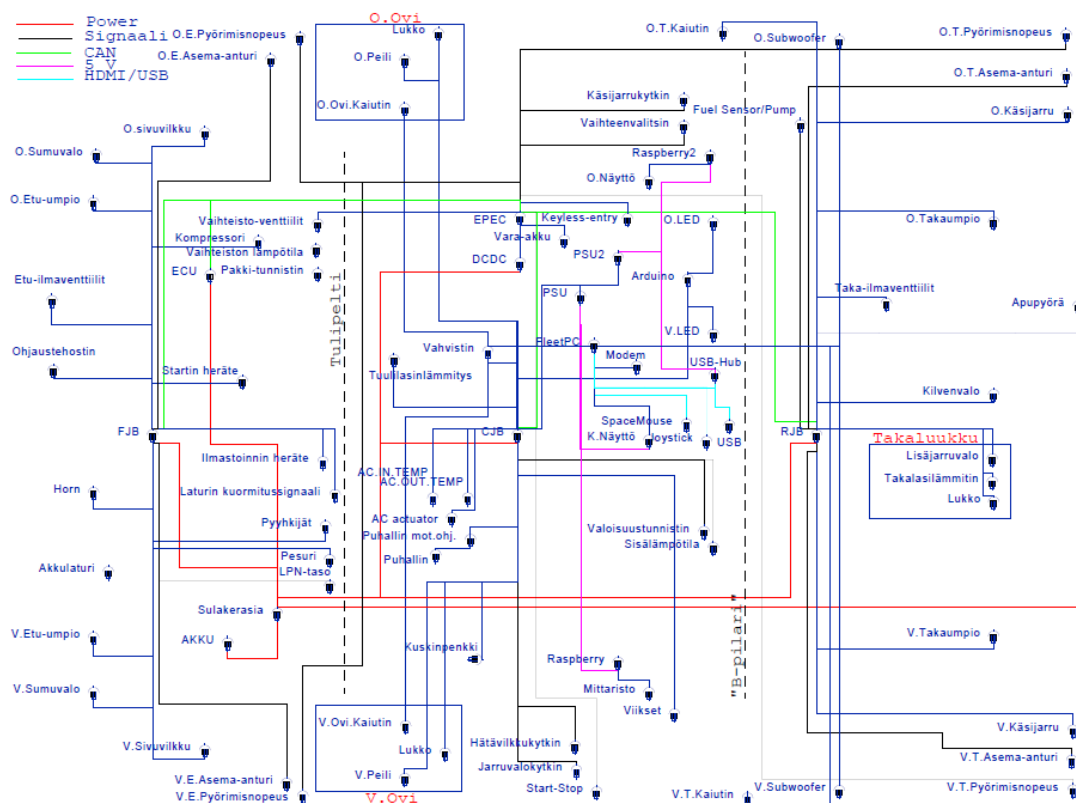 Power
Signaali
CAN
5 V
HDMI/USB
O.E.Pyörimisnopeus
O.E.Asema-anturi
O.Ovi
Lukko
O.Peili
O.Ovi.Kaiutin
O.T.Kaiutin
O.Subwoofer
O.T.Pyörimisnopeus
O.T.Asema-anturi
O.Käsijarru
Käsijarrukytkin
Fuel Sensor/Pump
Vaihteenvalitsin
O.sivuvilkku
O.Sumuvalo
Raspberry2
O.Näyttö
O.Etu-umpio
Vaihteisto-venttiilit
Kompressori
Vaihteiston lämpötila
ECU
Pakki-tunnistin
EPEC
Keyless-entry
Vara-akku
DCDC
O.LED
PSU2
Arduino
PSU
V.LED
O.Takaumpio
Taka-ilmaventtiilit
Apupyörä
Etu-ilmaventtiilit
Tulipelti
Ohjaustehostin
Startin heräte
Vahvistin
Tuulilasinlämmitys
FleetPC
Modem
USB-Hub
SpaceMouse
K.Näyttö
Joystick
USB
Kilvenvalo
FJB
CJB
RJB
Takaluukku
Lisäjarruvalo
Takalasilämmitin
Lukko
Ilmastoinnin heräte
Laturin kuormitussignaali
AC.IN.TEMP
AC.OUT.TEMP
AC actuator
Puhallin mot.ohj.
Puhallin
Horn
Pyyhkijät
Pesuri
LPN-taso
Valoisuustunnistin
Sisälämpötila
Akkulaturi
Sulakerasia
AKKU
"B-pilari"
V.Etu-umpio
Kuskinpenkki
Raspberry
Mittaristo
Viikset
V.Takaumpio
V.Sumuvalo
V.Sivuvilkku
V.Ovi.Kaiutin
Lukko
V.Peili
V.Ovi
Hätävilkkukytkin
Jarruvalokytkin
Start-Stop
V.Käsijarru
V.T.Asema-anturi
V.E.Asema-anturi
V.E.Pyörimisnopeus
V.T.Kaiutin
V.Subwoofer
V.T.Pyörimisnopeus